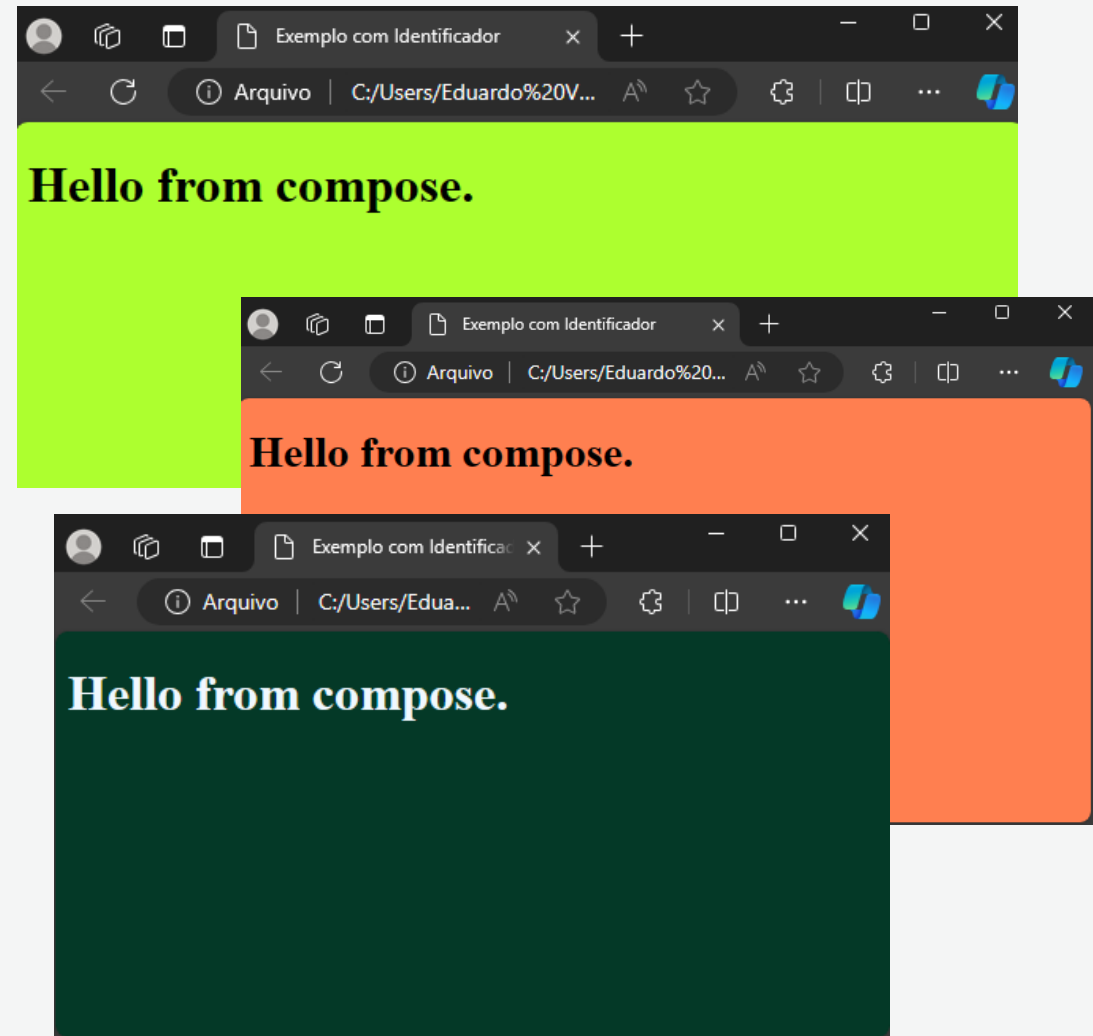 Exemplo com Identificador
Arquivo C:/Users/Eduardo%20V...
Hello from compose.
Exemplo com Identificador
Arquivo C:/Users/Eduardo%20...
Hello from compose.
Exemplo com Identificac
Arquivo C:/Users/Edua...
Hello from compose.